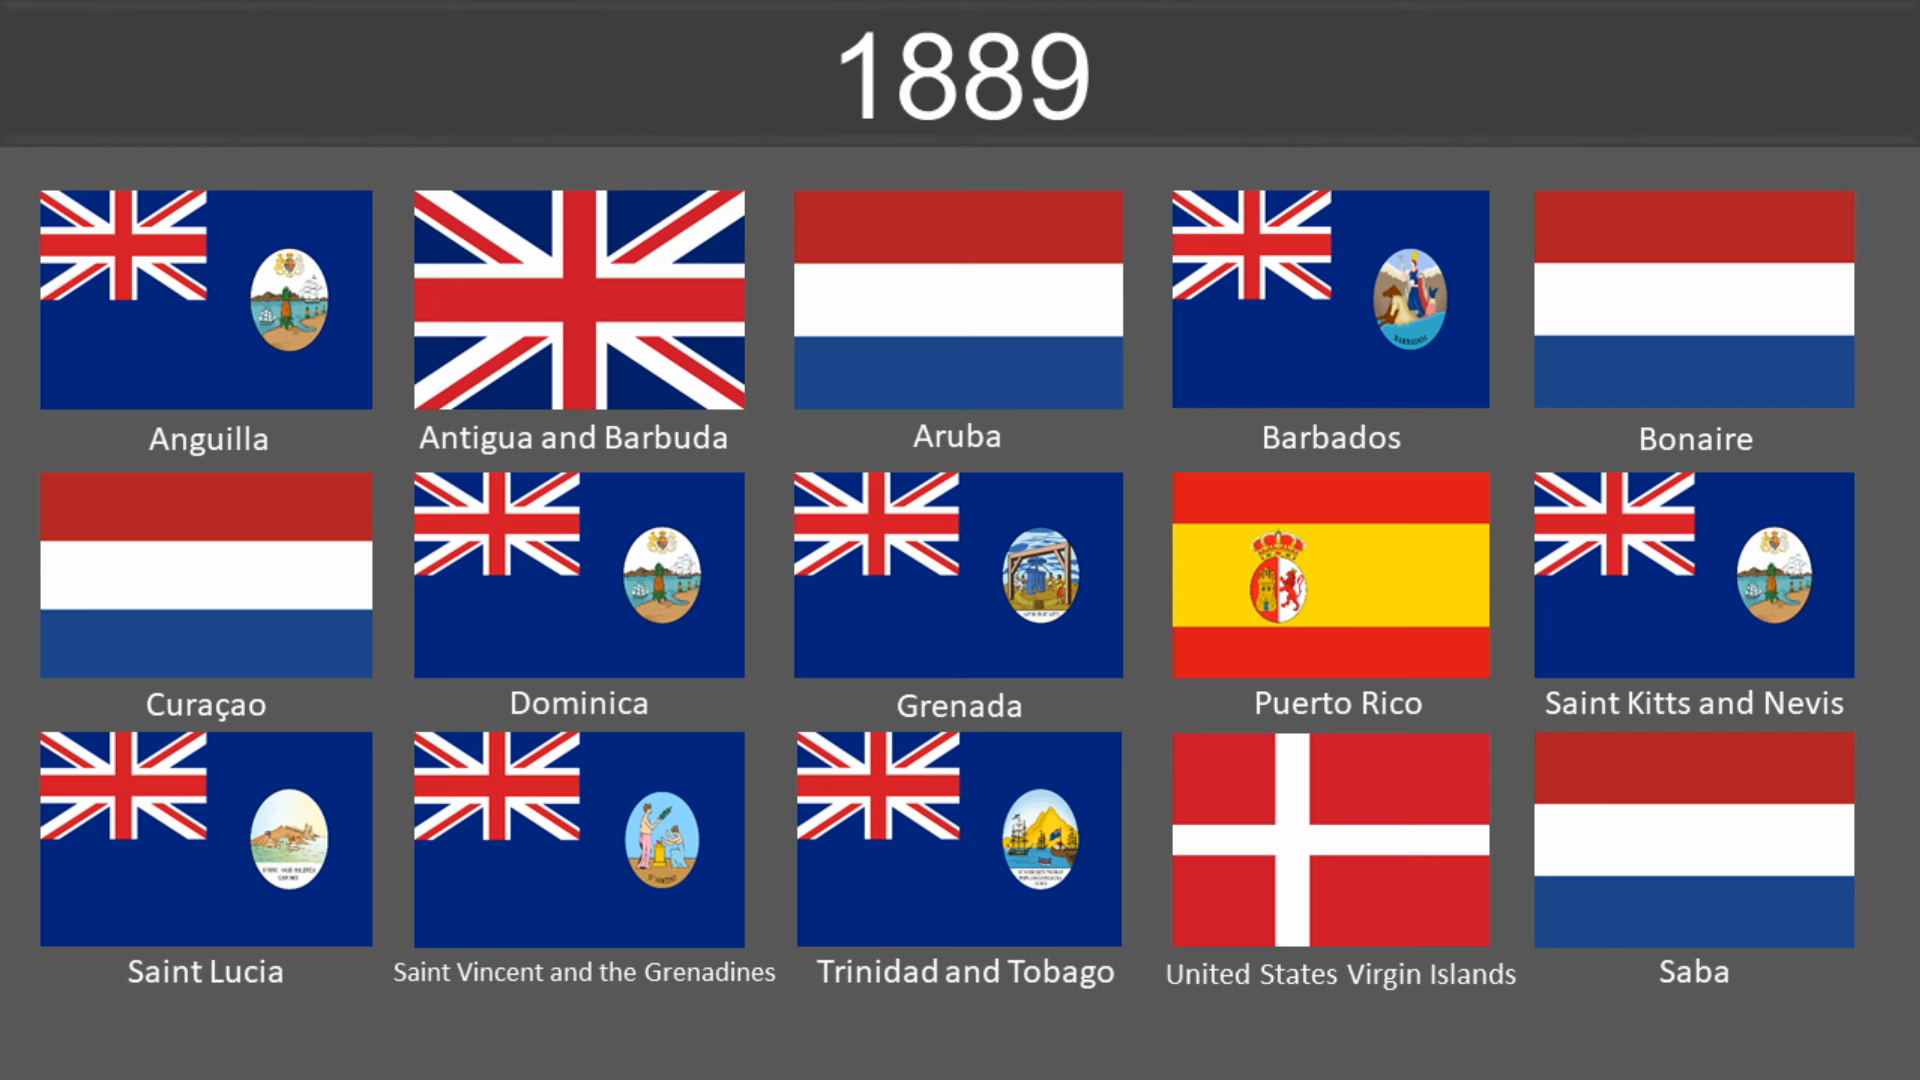 1889
Anguilla
Antigua and Barbuda
Aruba
Barbados
Bonaire
BARBADOS
Curaçao
Dominica
Grenada
Puerto Rico
Saint Kitts and Nevis
Saint Lucia
Saint Vincent and the Grenadines
Trinidad and Tobago
United States Virgin Islands
Saba